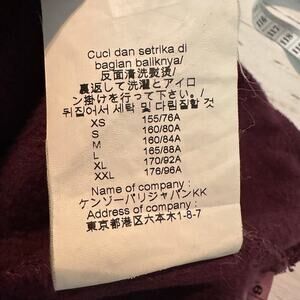 Cuci dan setrika di
bagian baliknya/
反面清洗熨烫/
裏返して洗濯とアイロ
ン掛けを行って下さい。/
뒤집어서 세탁 및 다림질할 것
XS 155/76A
S 160/80A
M 160/84A
L 165/88A
XL 170/92A
XXL 176/96A
Name of company :
ケンゾーパリジャパンKK
Address of company :
東京都港区六本木1-8-7
116
117
118